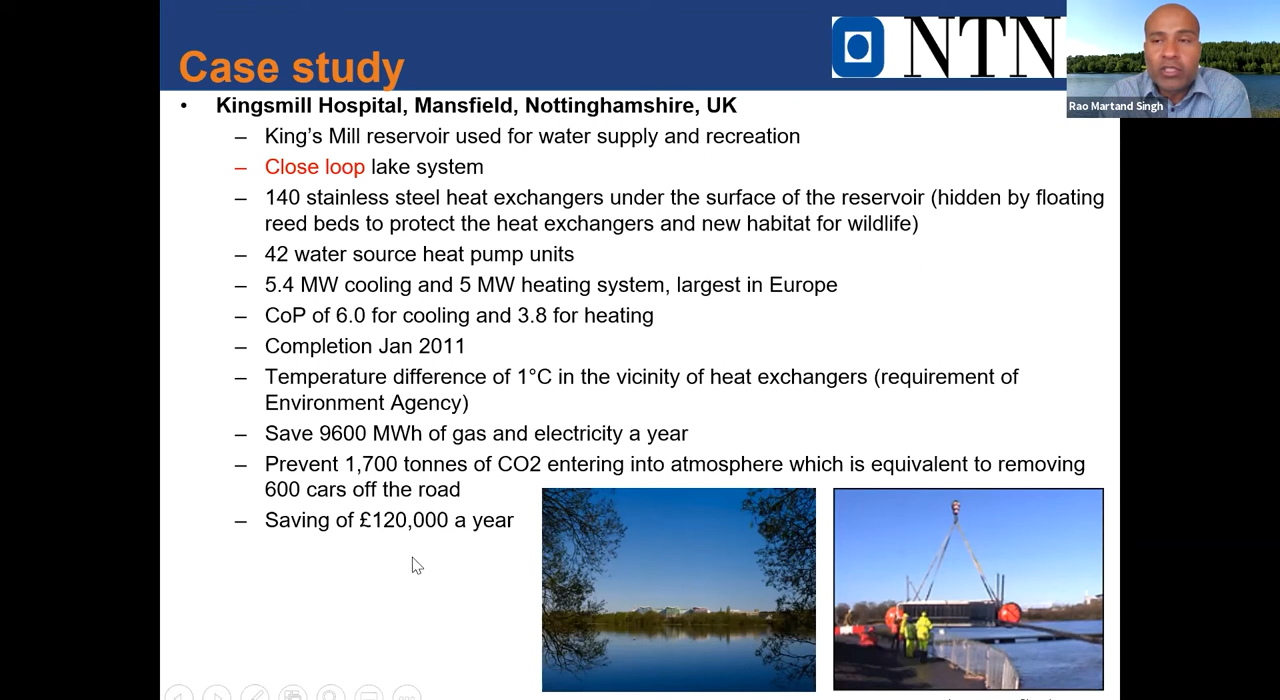 Case study
NTN
Rao Martand Singh
• Kingsmill Hospital, Mansfield, Nottinghamshire, UK
– King's Mill reservoir used for water supply and recreation
– Close loop lake system
– 140 stainless steel heat exchangers under the surface of the reservoir (hidden by floating
reed beds to protect the heat exchangers and new habitat for wildlife)
– 42 water source heat pump units
– 5.4 MW cooling and 5 MW heating system, largest in Europe
– CoP of 6.0 for cooling and 3.8 for heating
– Completion Jan 2011
– Temperature difference of 1°C in the vicinity of heat exchangers (requirement of
Environment Agency)
– Save 9600 MWh of gas and electricity a year
– Prevent 1,700 tonnes of CO2 entering into atmosphere which is equivalent to removing
600 cars off the road
– Saving of £120,000 a year